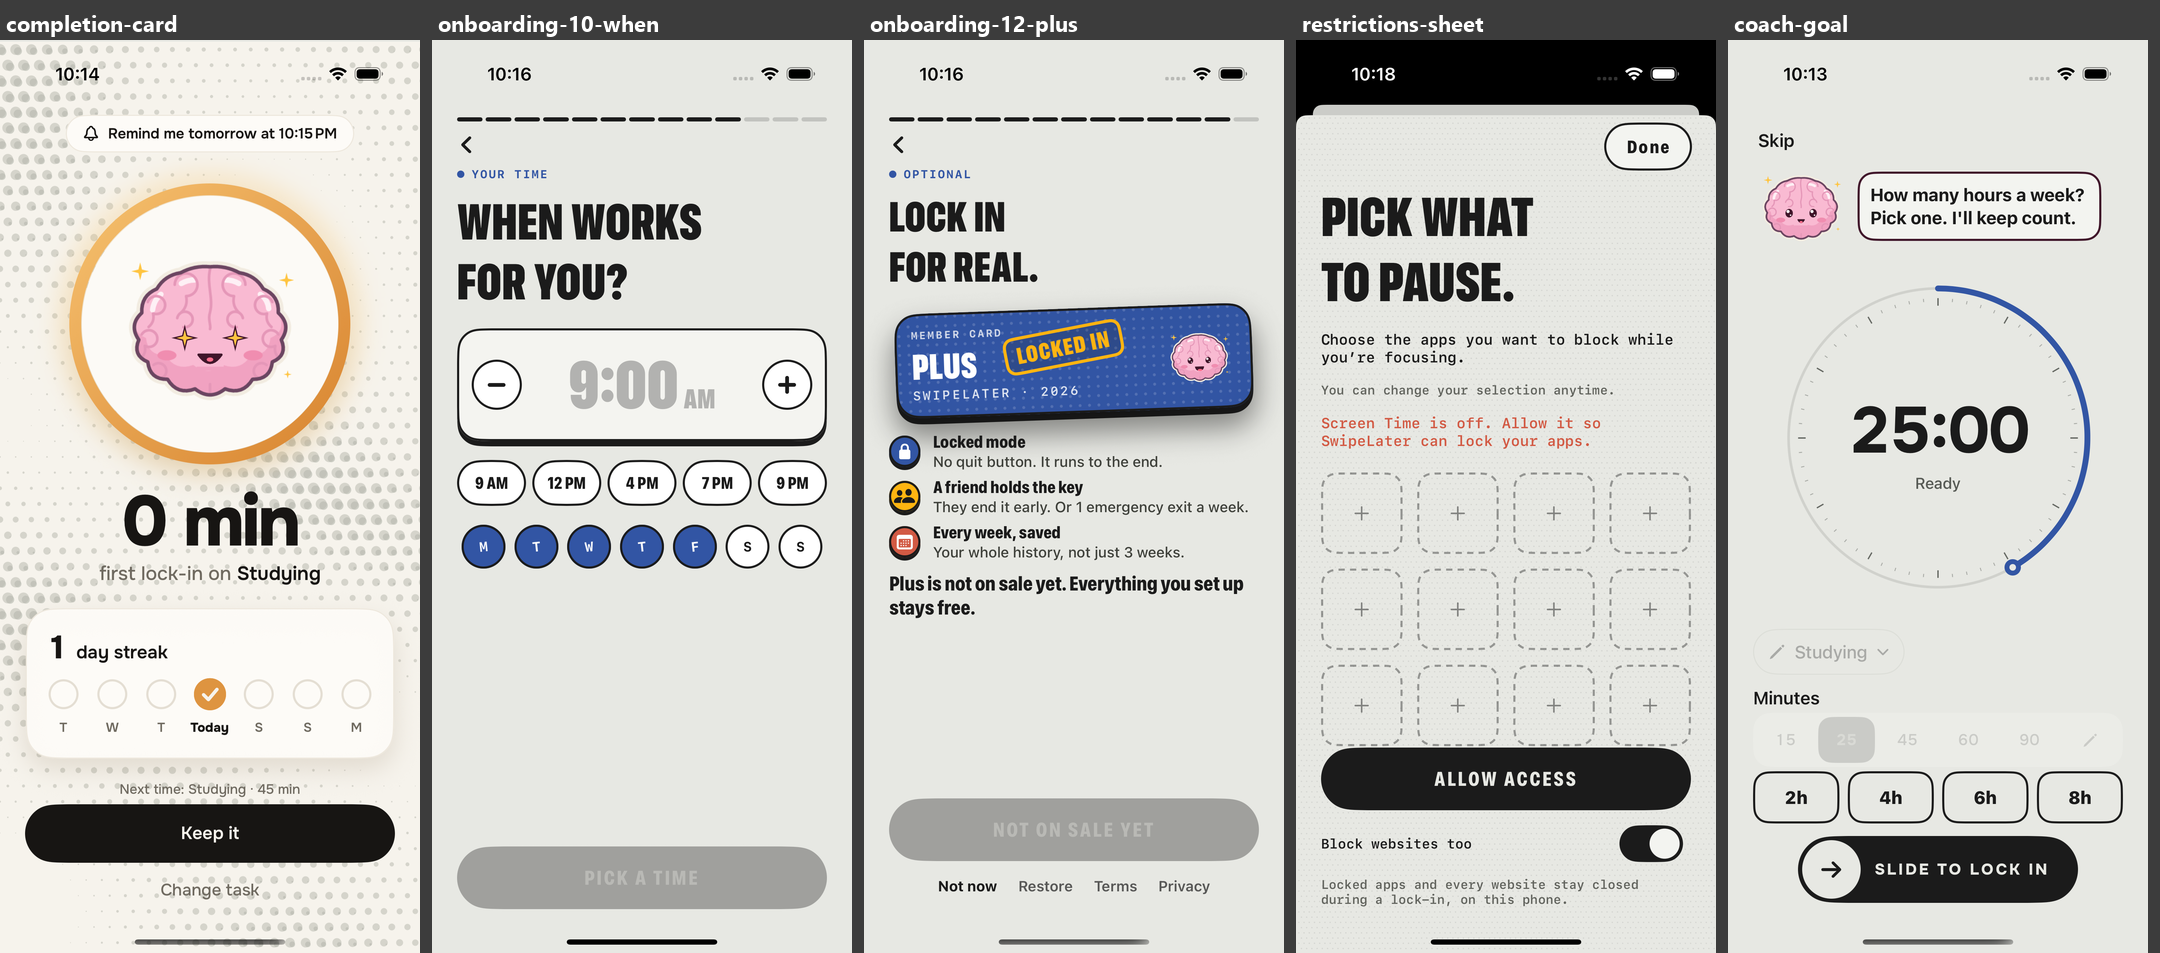 completion-card
10:14
Remind me tomorrow at 10:15 PM
0 min
first lock-in on Studying
1 day streak
T W T Today S S M
Next time: Studying · 45 min
Keep it
Change task
onboarding-10-when
10:16
YOUR TIME
WHEN WORKS
FOR YOU?
9:00 AM
9 AM 12 PM 4 PM 7 PM 9 PM
M T W T F S S
PICK A TIME
onboarding-12-plus
10:16
OPTIONAL
LOCK IN
FOR REAL.
MEMBER CARD
PLUS
LOCKED IN
SWIPELATER · 2026
Locked mode
No quit button. It runs to the end.
A friend holds the key
They end it early. Or 1 emergency exit a week.
Every week, saved
Your whole history, not just 3 weeks.
Plus is not on sale yet. Everything you set up
stays free.
NOT ON SALE YET
Not now Restore Terms Privacy
restrictions-sheet
10:18
Done
PICK WHAT
TO PAUSE.
Choose the apps you want to block while
you’re focusing.
You can change your selection anytime.
Screen Time is off. Allow it so
SwipeLater can lock your apps.
ALLOW ACCESS
Block websites too
Locked apps and every website stay closed
during a lock-in, on this phone.
coach-goal
10:13
Skip
How many hours a week?
Pick one. I'll keep count.
25:00
Ready
Studying
Minutes
15 25 45 60 90
2h 4h 6h 8h
SLIDE TO LOCK IN